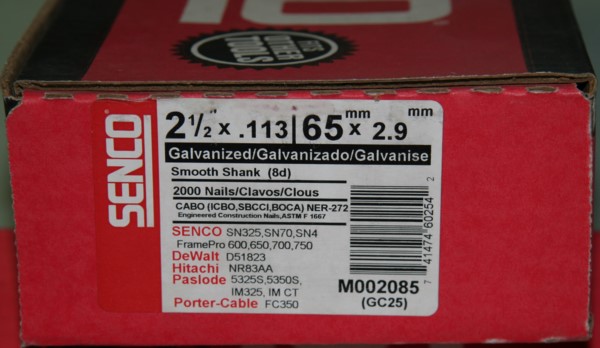 TOOLS
OTHER
FITS
SENCO
2½" x .113 | 65 mm x 2.9 mm
Galvanized/Galvanizado/Galvanise
Smooth Shank (8d)
2000 Nails/Clavos/Clous
CABO (ICBO,SBCCI,BOCA) NER-272
Engineered Construction Nails,ASTM F 1667
SENCO SN325,SN70,SN4
FramePro 600,650,700,750
DeWalt D51823
Hitachi NR83AA
Paslode 5325S,5350S,
IM325, IM CT
Porter-Cable FC350
7 41474 60254 2
M002085
(GC25)